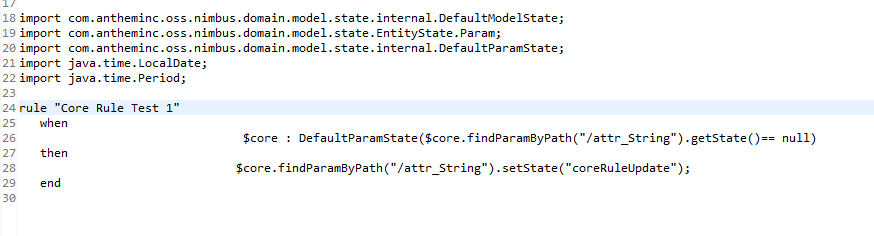 17
18 import com.antheminc.oss.nimbus.domain.model.state.internal.DefaultModelState;
19 import com.antheminc.oss.nimbus.domain.model.state.EntityState.Param;
20 import com.antheminc.oss.nimbus.domain.model.state.internal.DefaultParamState;
21 import java.time.LocalDate;
22 import java.time.Period;
23
24 rule "Core Rule Test 1"
25    when
26                                 $core : DefaultParamState($core.findParamByPath("/attr_String").getState()== null)
27    then
28                                $core.findParamByPath("/attr_String").setState("coreRuleUpdate");
29    end
30